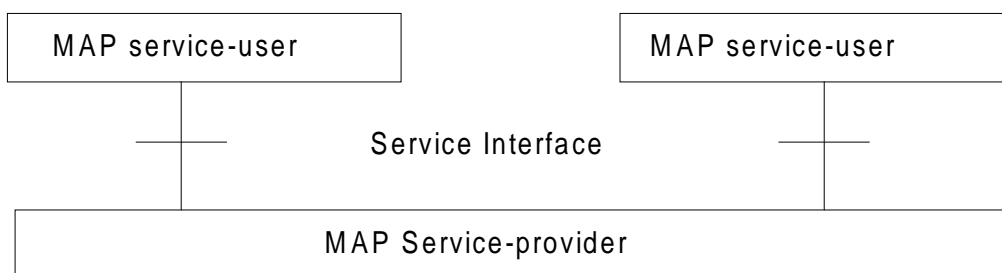 MAP service-user
MAP service-user
Service Interface
MAP Service-provider